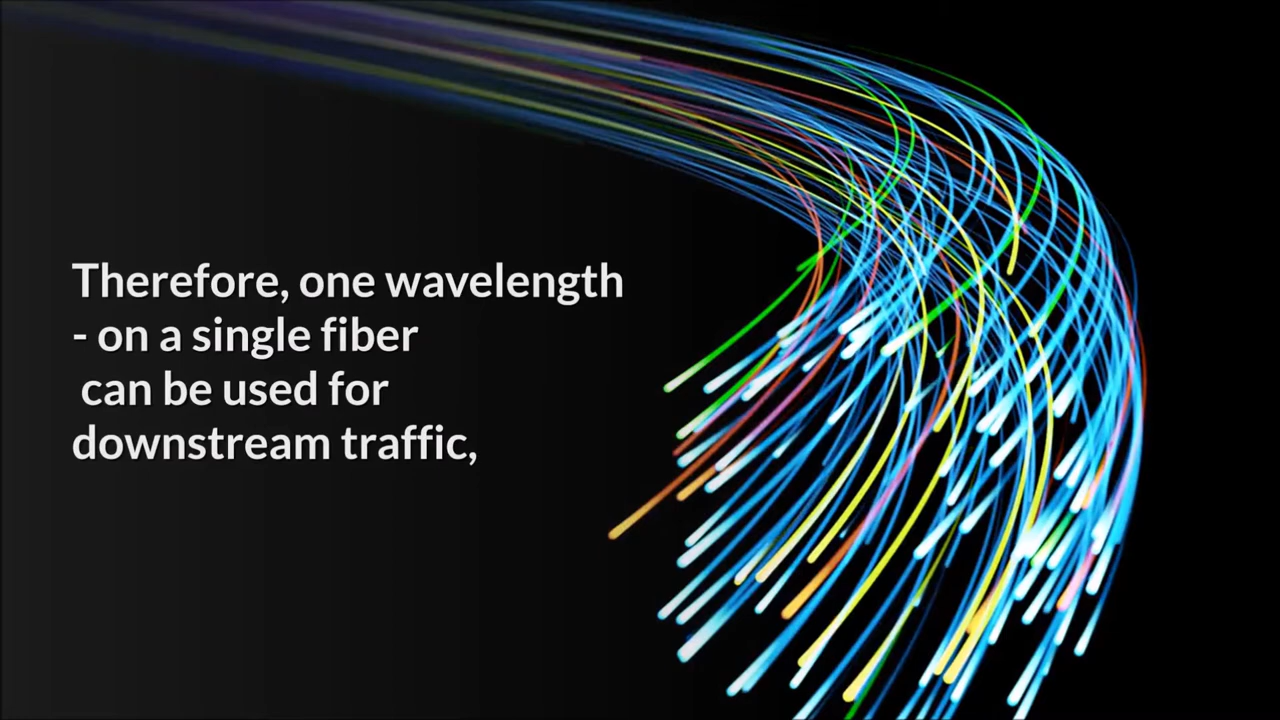 Therefore, one wavelength
- on a single fiber
can be used for
downstream traffic,